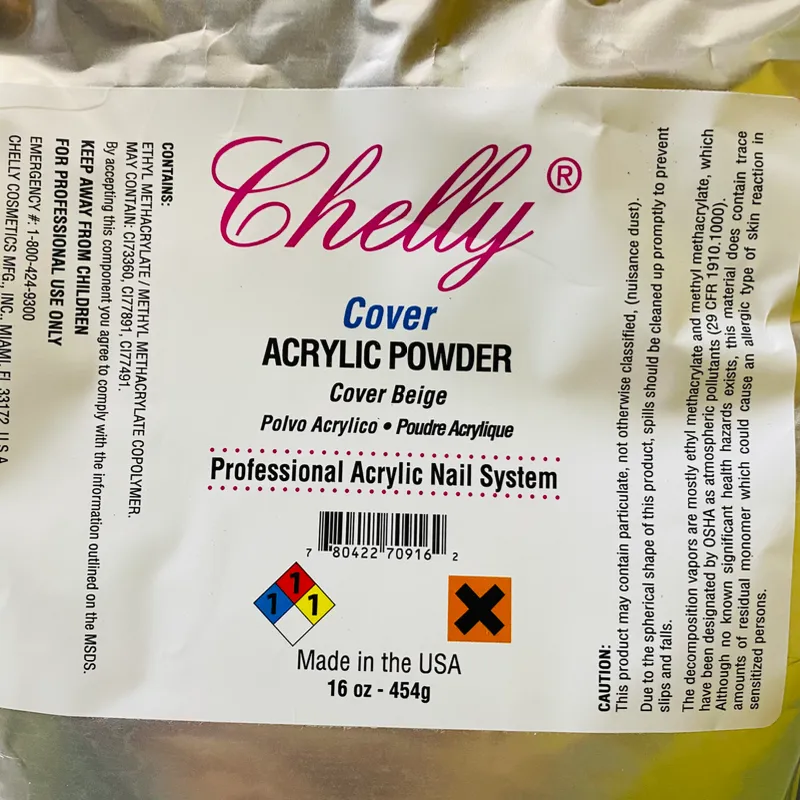 Chelly®
Cover
ACRYLIC POWDER
Cover Beige
Polvo Acrylico • Poudre Acrylique
Professional Acrylic Nail System
7 80422 70916 2
1
1 1
Made in the USA
16 oz - 454g
CONTAINS:
ETHYL METHACRYLATE / METHYL METHACRYLATE COPOLYMER.
MAY CONTAIN: CI73360, CI77891, CI77491.
By accepting this component you agree to comply with the information outlined on the MSDS.
KEEP AWAY FROM CHILDREN
FOR PROFESSIONAL USE ONLY
EMERGENCY #: 1-800-424-9300
CHELLY COSMETICS MFG., INC., MIAMI, FL 33172 U.S.A
CAUTION:
This product may contain particulate, not otherwise classified, (nuisance dust).
Due to the spherical shape of this product, spills should be cleaned up promptly to prevent
slips and falls.
The decomposition vapors are mostly ethyl methacrylate and methyl methacrylate, which
have been designated by OSHA as atmospheric pollutants (29 CFR 1910.1000).
Although no known significant health hazards exists, this material does contain trace
amounts of residual monomer which could cause an allergic type of skin reaction in
sensitized persons.